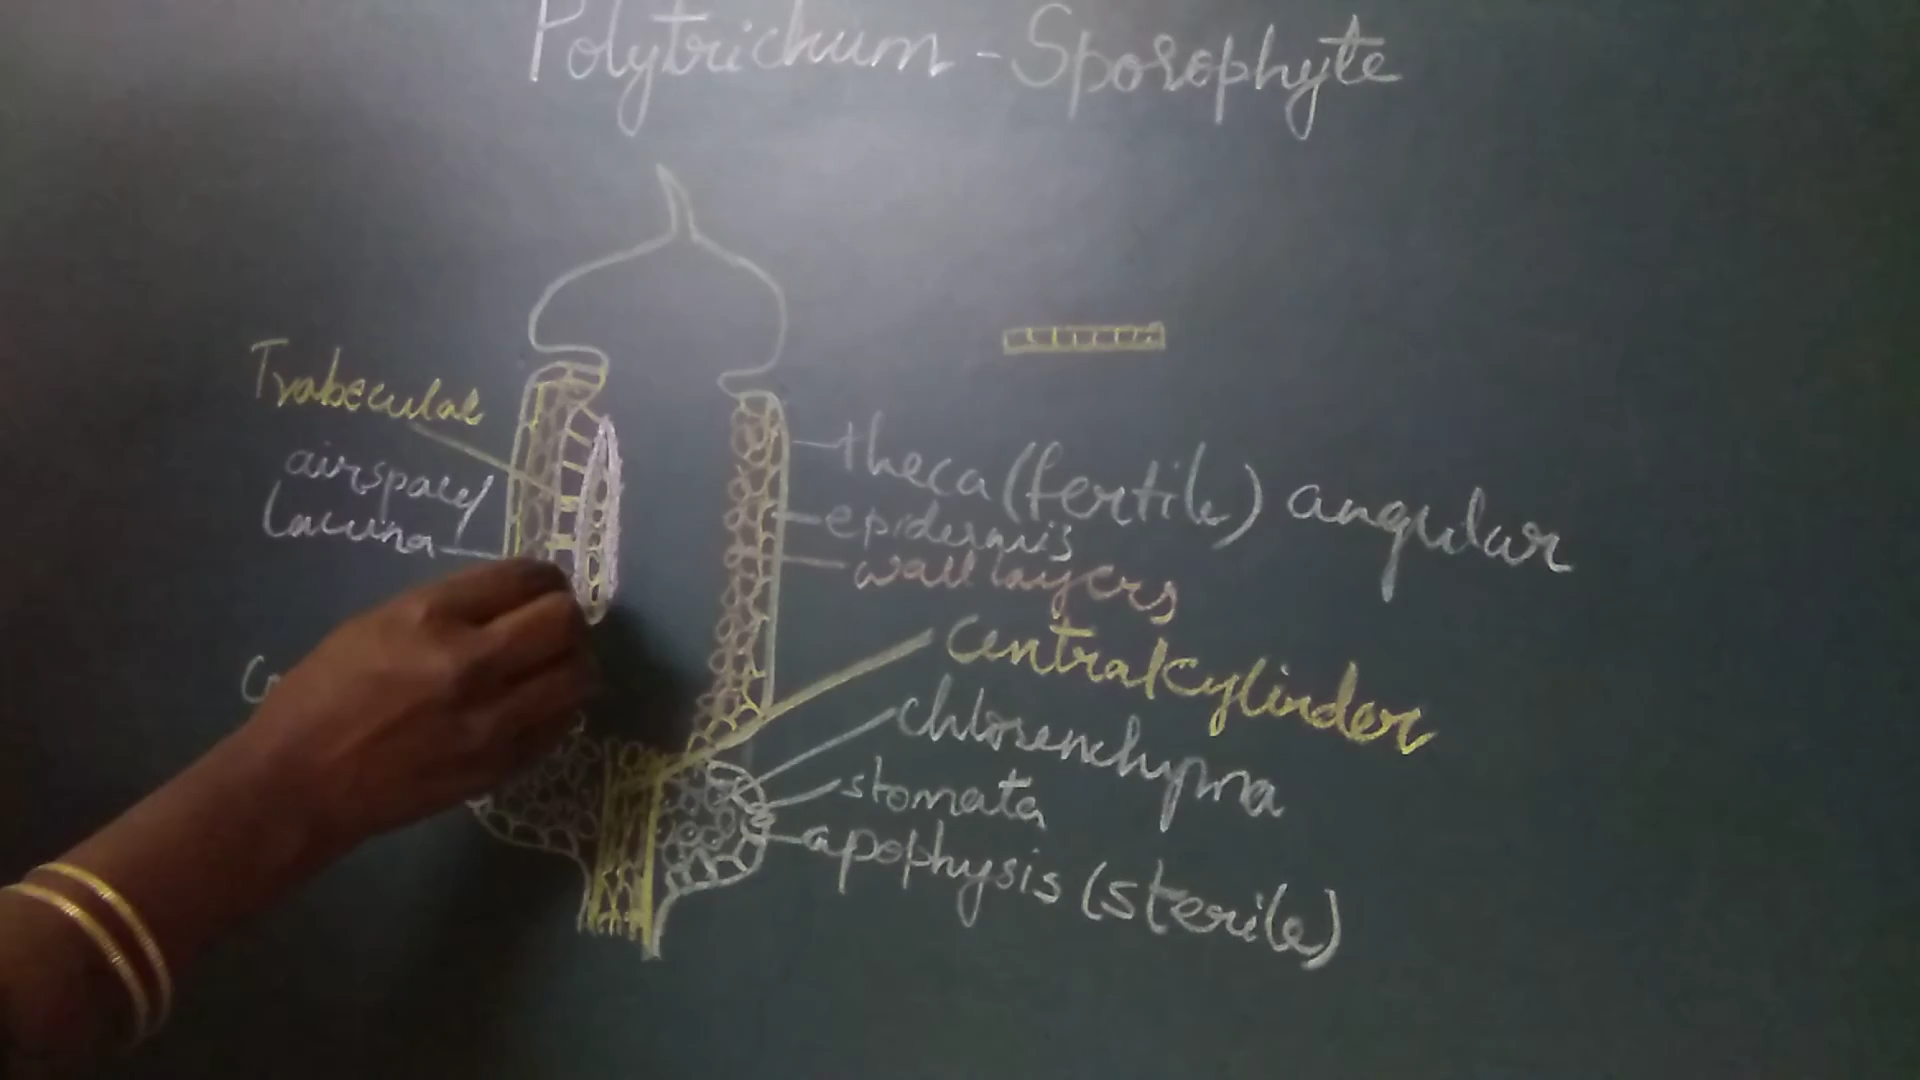 Polytrichum - Sporophyte
Trabeculae
airspace/
Lacuna
theca (fertile) angular
epidermis
wall layers
central cylinder
chlorenchyma
stomata
apophysis (sterile)